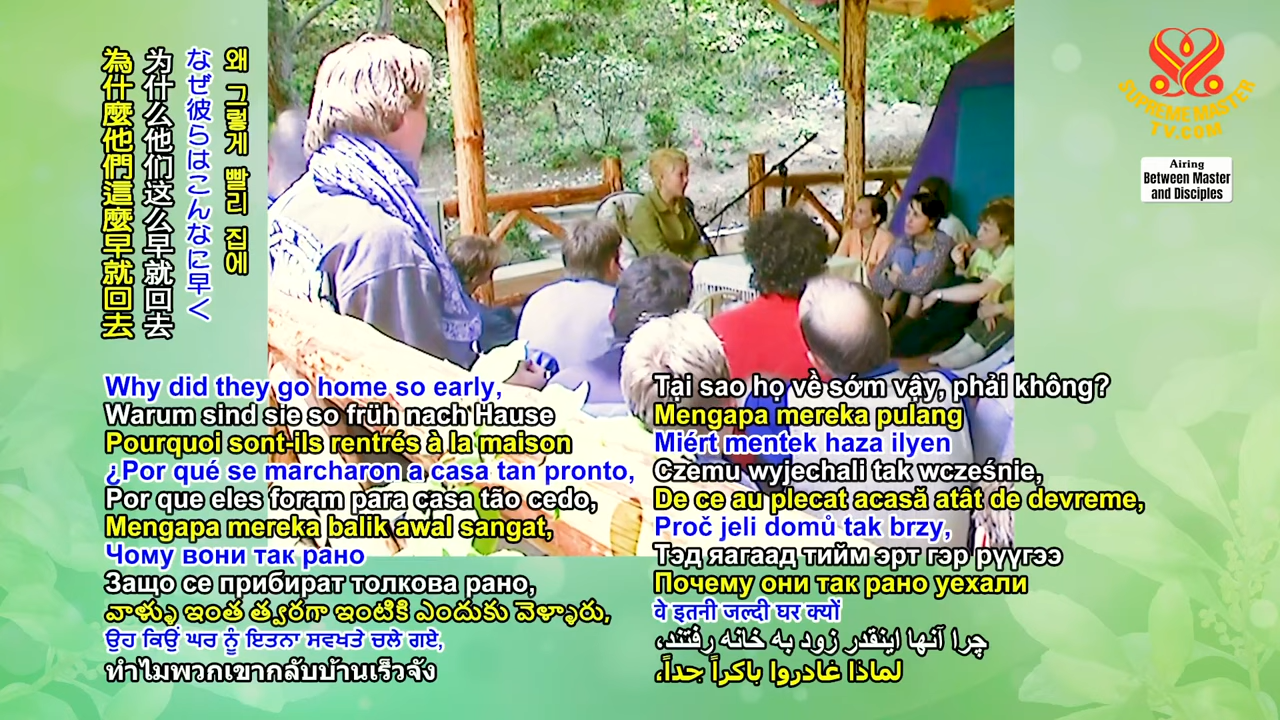 為什麼他們這麼早就回去
为什么他们这么早就回去
なぜ彼らはこんなに早く
왜 그렇게 빨리 집에
SUPREME MASTER
TV.COM
Airing
Between Master
and Disciples
Why did they go home so early,
Warum sind sie so früh nach Hause
Pourquoi sont-ils rentrés à la maison
¿Por qué se marcharon a casa tan pronto,
Por que eles foram para casa tão cedo,
Mengapa mereka balik awal sangat,
Чому вони так рано
Защо се прибират толкова рано,
వాళ్ళు ఇంత త్వరగా ఇంటికి ఎందుకు వెళ్ళారు,
ਉਹ ਕਿਉਂ ਘਰ ਨੂੰ ਇਤਨਾ ਸਵਖਤੇ ਚਲੇ ਗਏ,
ทำไมพวกเขากลับบ้านเร็วจัง
Tại sao họ về sớm vậy, phải không?
Mengapa mereka pulang
Miért mentek haza ilyen
Czemu wyjechali tak wcześnie,
De ce au plecat acasă atât de devreme,
Proč jeli domů tak brzy,
Тэд яагаад тийм эрт гэр рүүгээ
Почему они так рано уехали
वे इतनी जल्दी घर क्यों
چرا آنها اینقدر زود به خانه رفتند،
لماذا غادروا باكراً جداً،